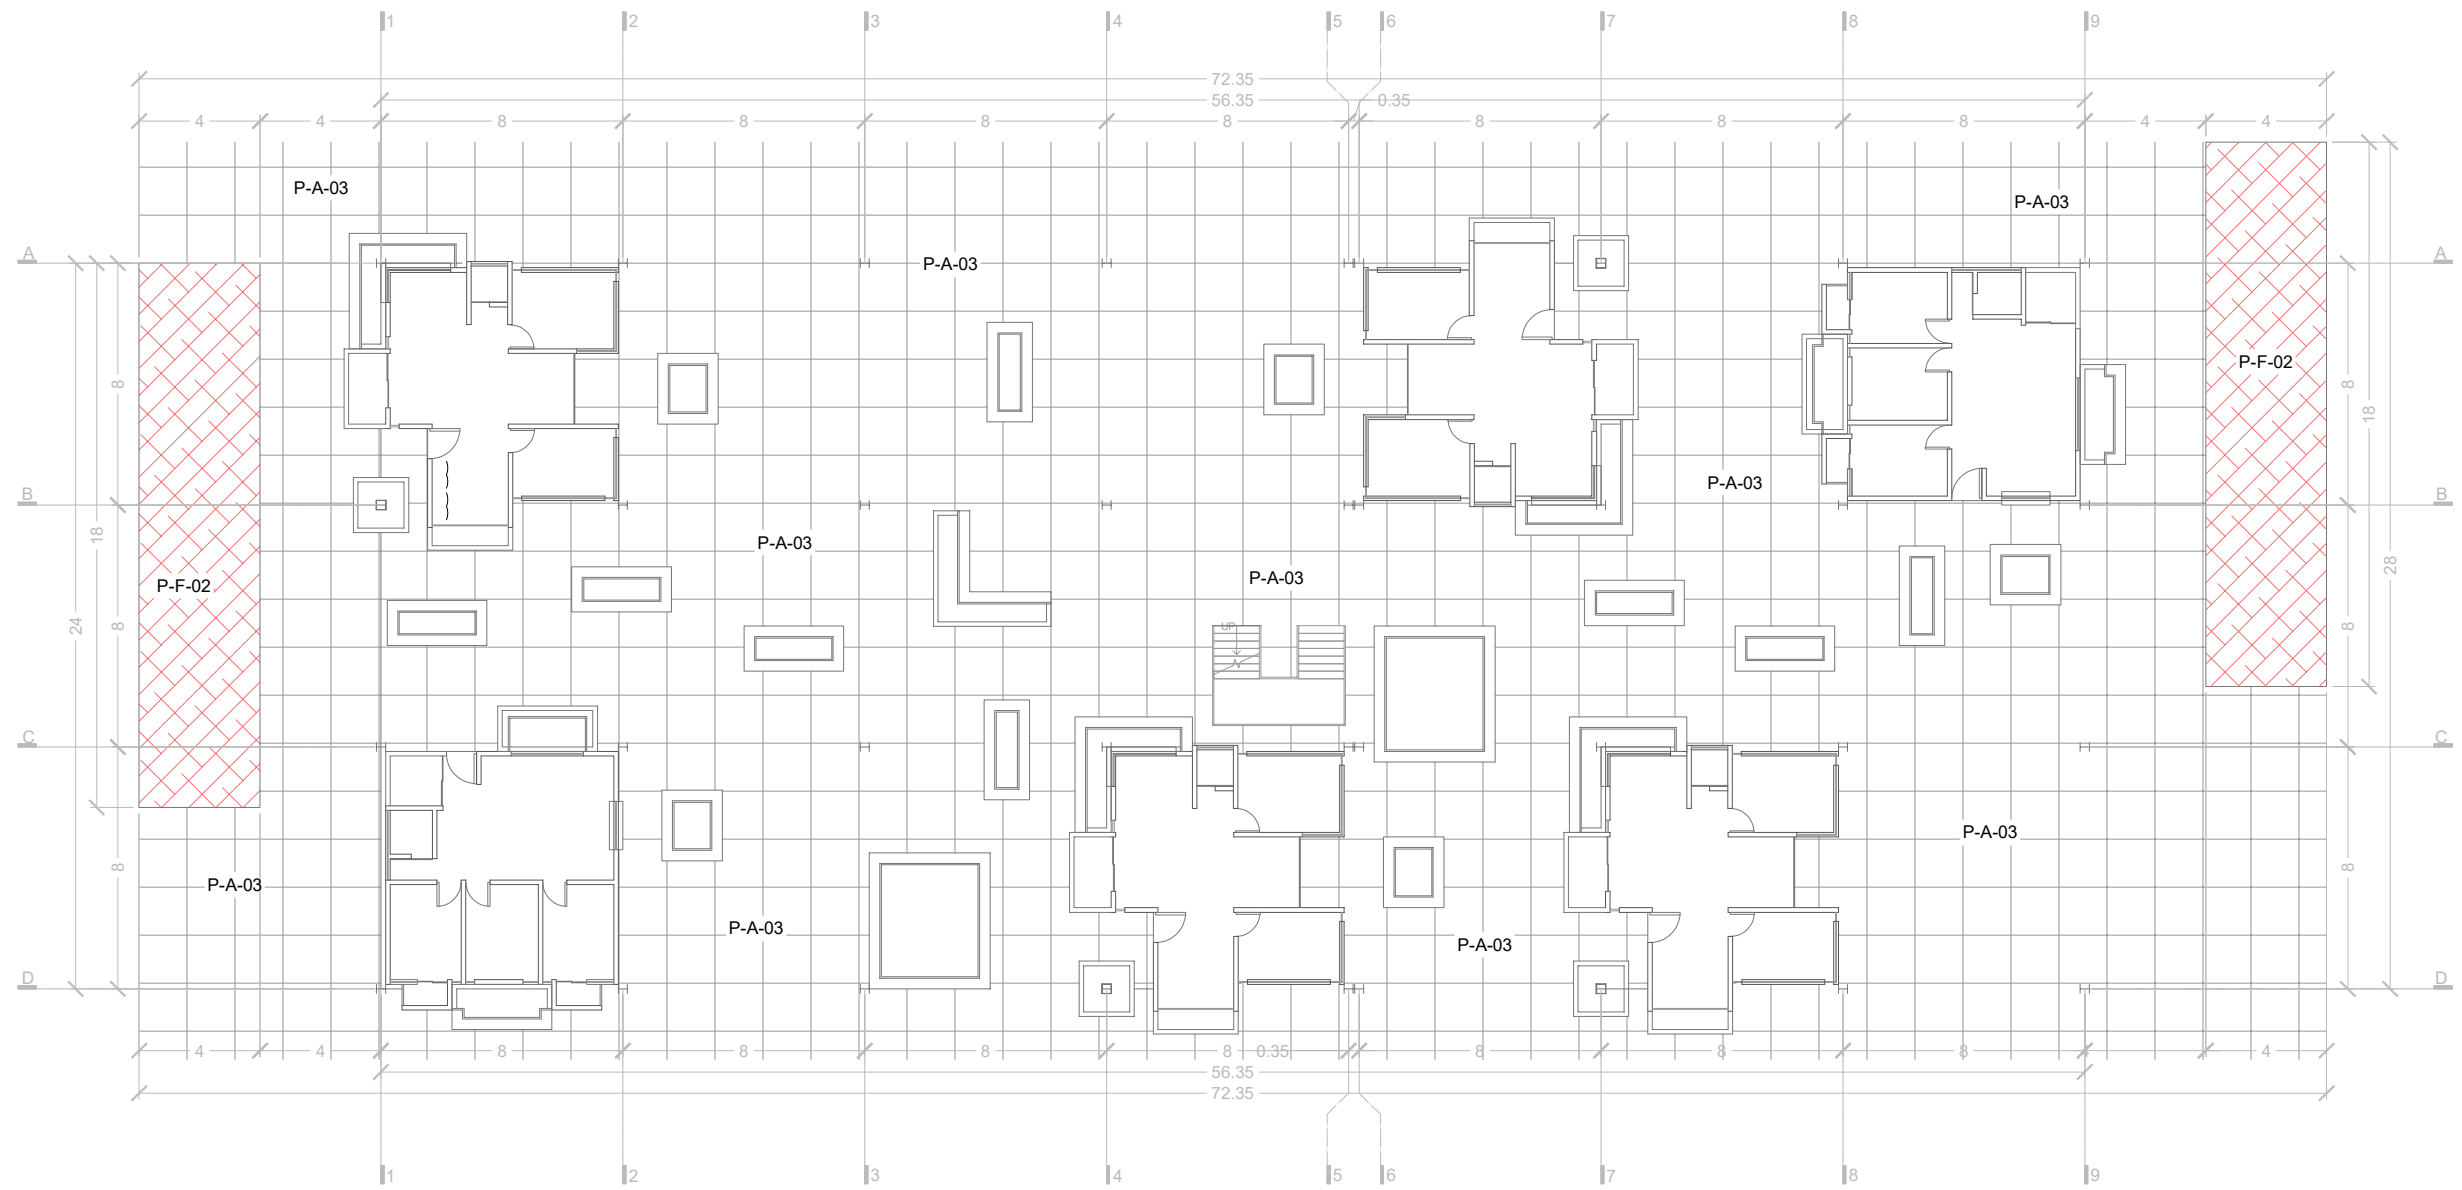 1 2 3 4 5 6 7 8 9
72.35
56.35 0.35
4 4 8 8 8 8 8 8 8 4 4
P-A-03
P-A-03
A P-A-03 A
P-F-02
8 8
18
P-A-03
B B
18
P-A-03
28
P-A-03
P-F-02
24 8 UP 8
C C
P-A-03
8 8
P-A-03
P-A-03
P-A-03
D D
4 4 8 8 8 8 0.35 8 8 8 4 4
56.35
72.35
1 2 3 4 5 6 7 8 9